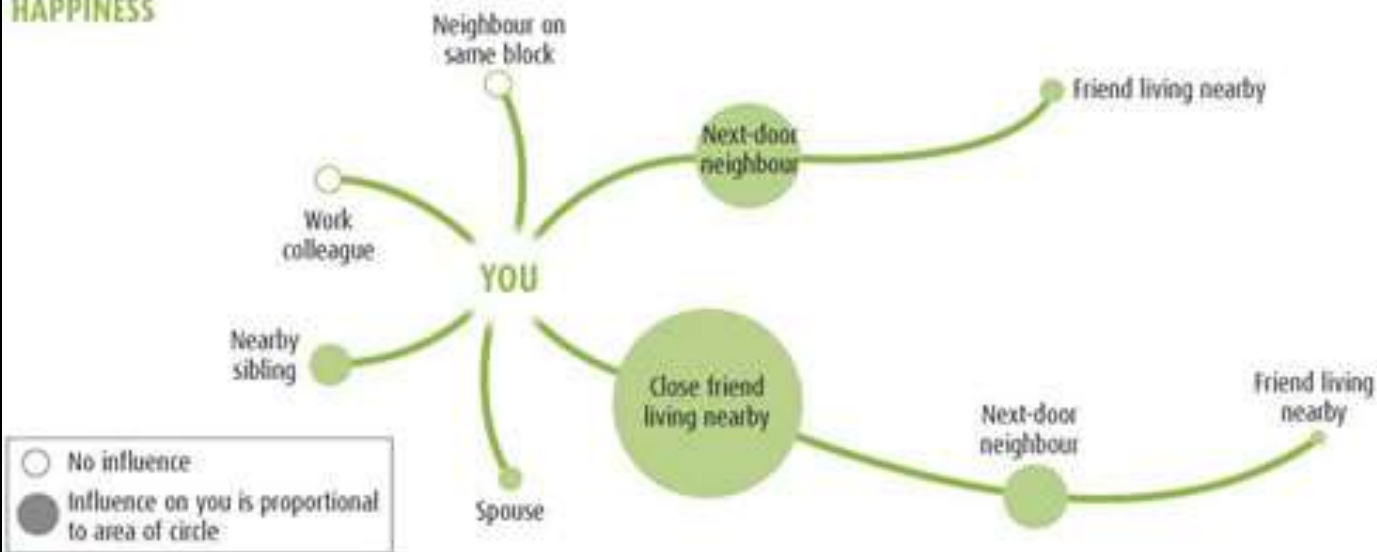 HAPPINESS
Neighbour on
same block
Friend living nearby
Next-door
neighbour
Work
colleague
YOU
Nearby
sibling
Close friend
living nearby
Friend living
nearby
Next-door
neighbour
No influence
Influence on you is proportional
to area of circle
Spouse